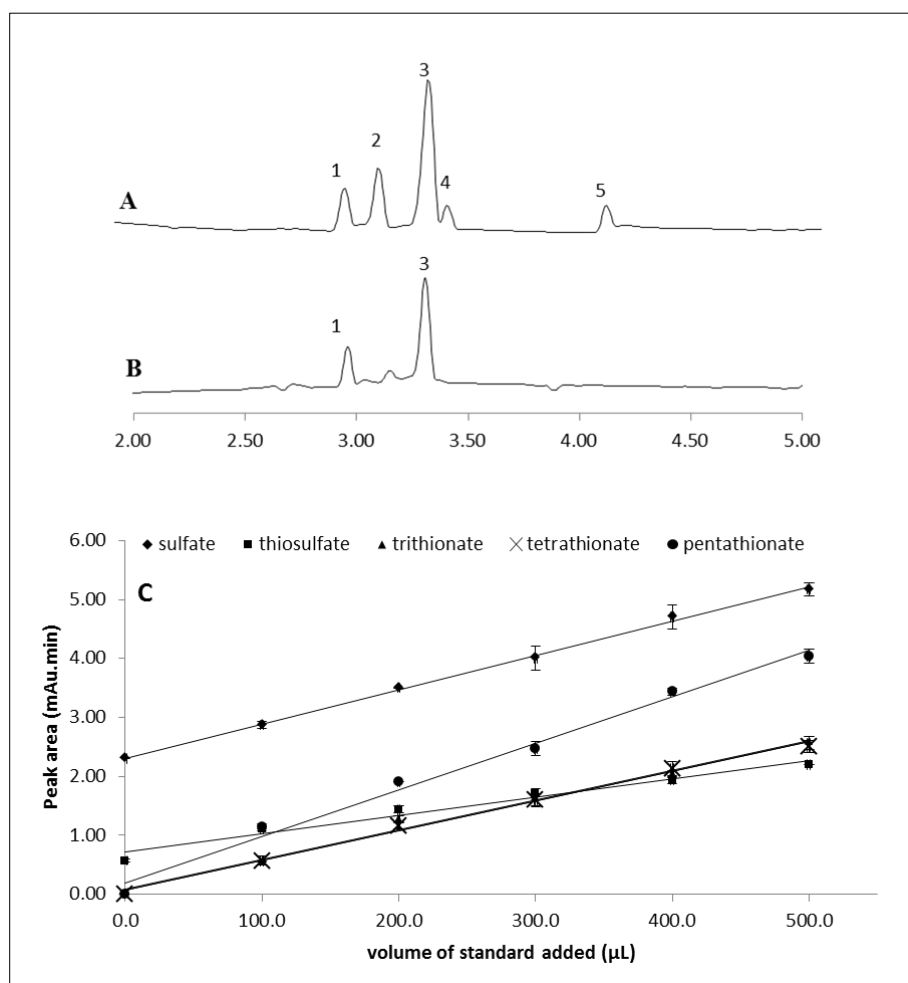 3
2
1
4
5
A
3
1
B
2.00 2.50 3.00 3.50 4.00 4.50 5.00
6.00
◆ sulfate ■ thiosulfate ▲ trithionate × tetrathionate ● pentathionate
C
5.00
4.00
3.00
2.00
1.00
0.00
Peak area (mAu.min)
0.0 100.0 200.0 300.0 400.0 500.0
volume of standard added (µL)